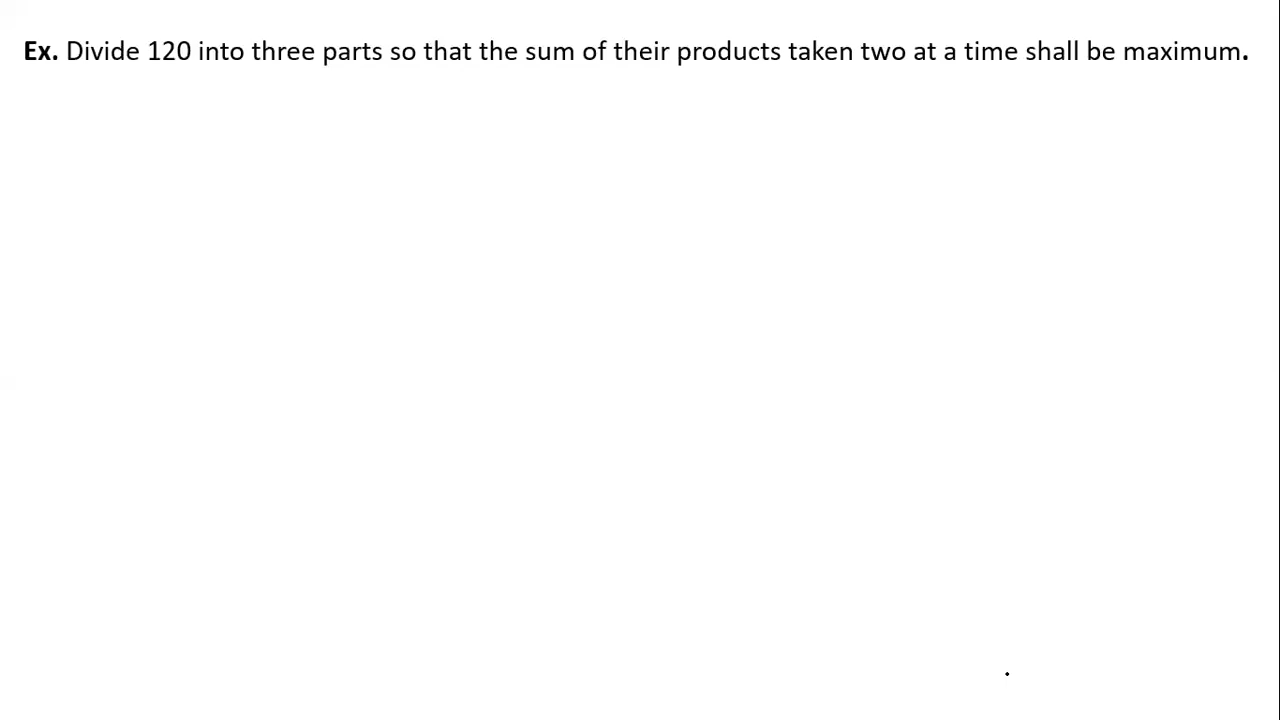 Ex. Divide 120 into three parts so that the sum of their products taken two at a time shall be maximum.